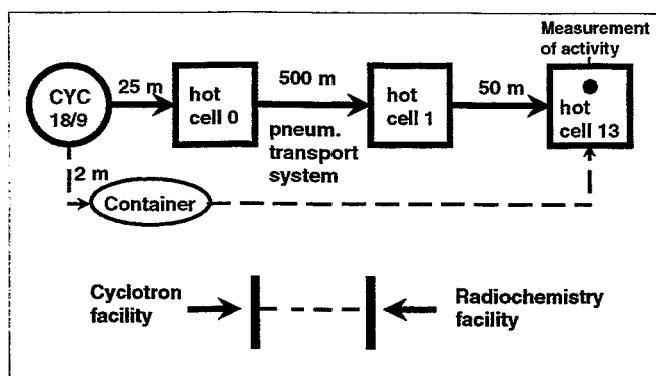 Measurement
of activity
CYC
18/9
25 m
hot
cell 0
500 m
pneum.
transport
system
hot
cell 1
50 m
hot
cell 13
2 m
Container
Cyclotron
facility
Radiochemistry
facility